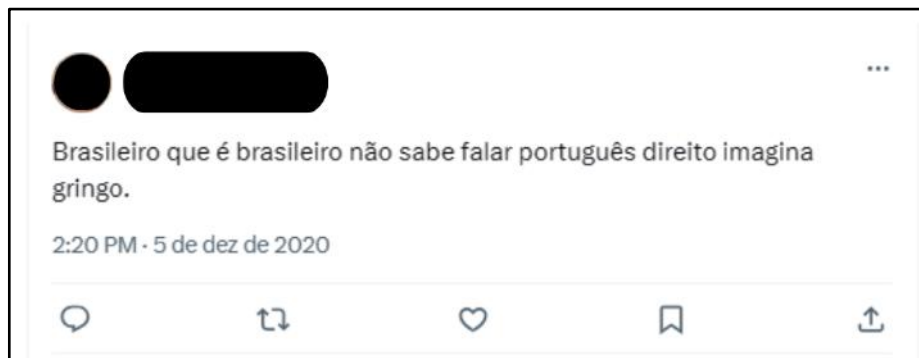 Brasileiro que é brasileiro não sabe falar português direito imagina
gringo.
2:20 PM · 5 de dez de 2020